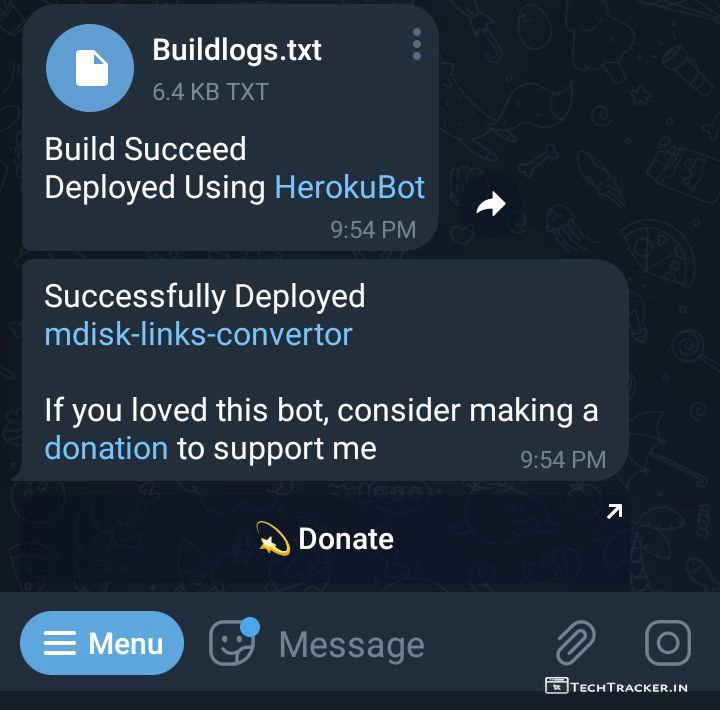 Buildlogs.txt
6.4 KB TXT
Build Succeed
Deployed Using HerokuBot
9:54 PM
Successfully Deployed
mdisk-links-convertor
If you loved this bot, consider making a
donation to support me
9:54 PM
💫 Donate
Menu
Message
TECHTRACKER.IN